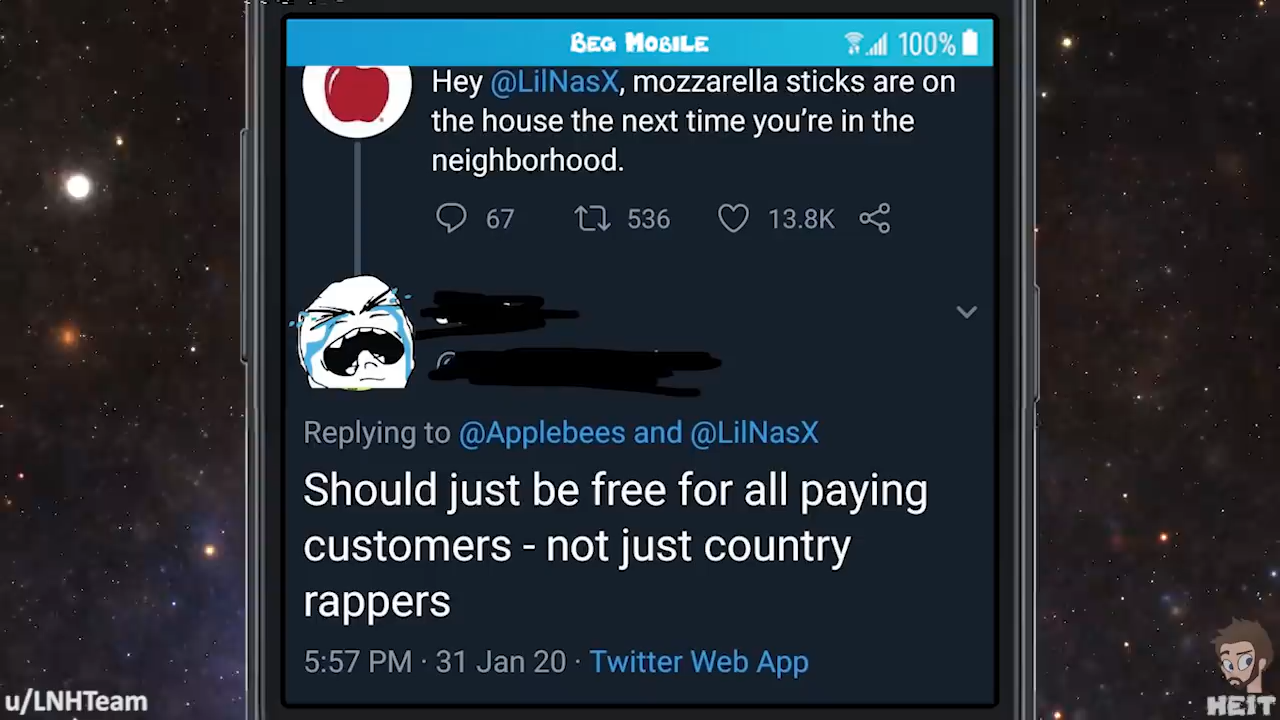 BEG MOBILE
100%
Hey @LilNasX, mozzarella sticks are on
the house the next time you’re in the
neighborhood.
67 536 13.8K
Replying to @Applebees and @LilNasX
Should just be free for all paying
customers - not just country
rappers
5:57 PM · 31 Jan 20 · Twitter Web App
u/LNHTeam
HEIT